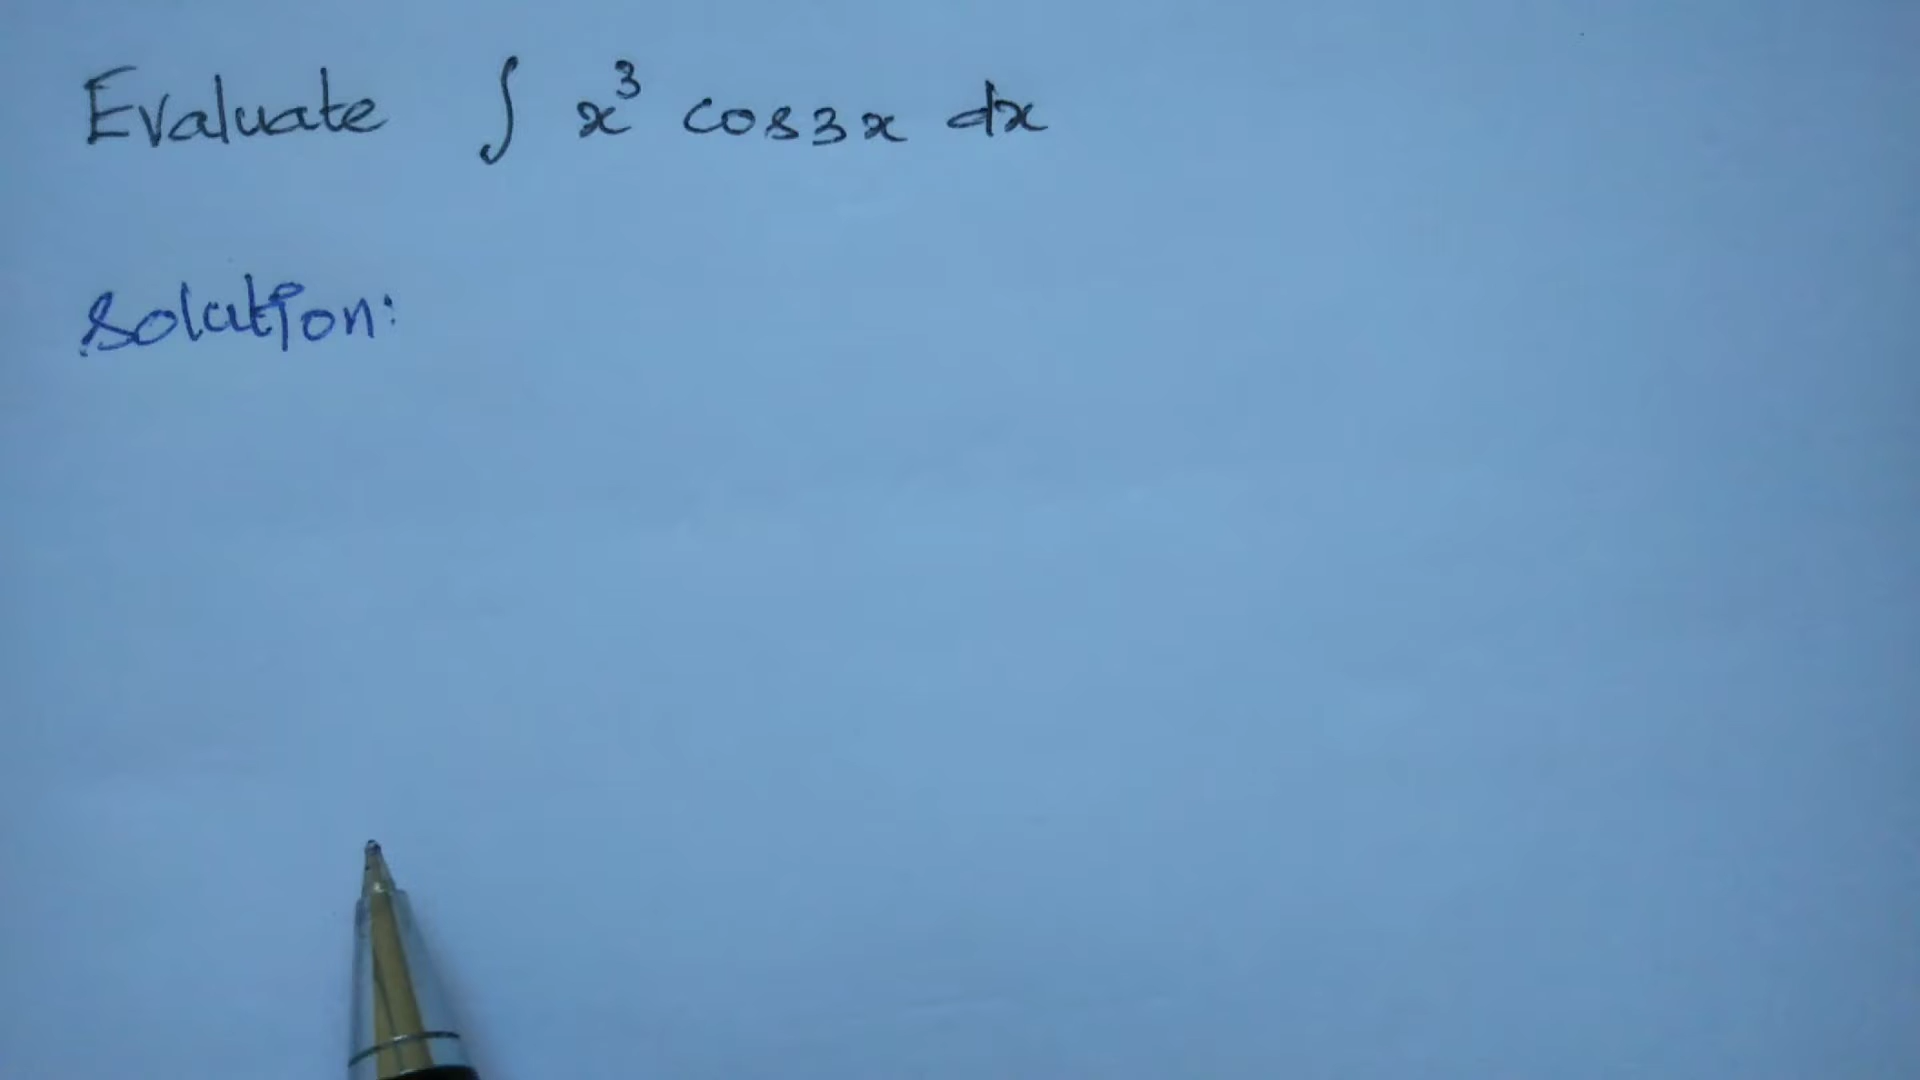 Evaluate ∫ x³ cos3x dx
Solution: